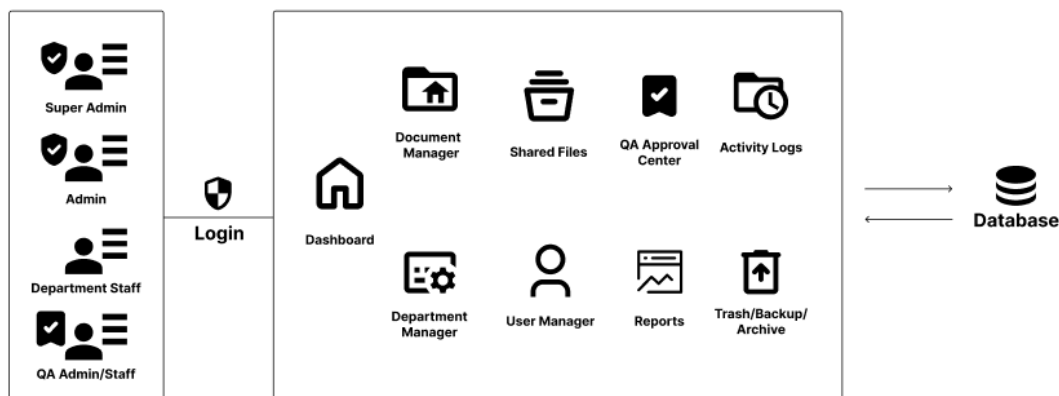 Super Admin
Admin
Department Staff
QA Admin/Staff
Login
Dashboard
Document
Manager
Shared Files
QA Approval
Center
Activity Logs
Department
Manager
User Manager
Reports
Trash/Backup/
Archive
Database